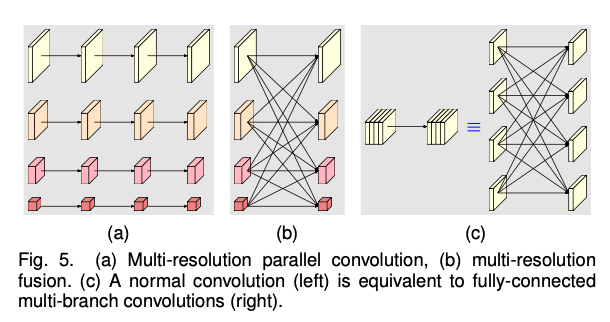 (a)
(b)
(c)
Fig. 5. (a) Multi-resolution parallel convolution, (b) multi-resolution
fusion. (c) A normal convolution (left) is equivalent to fully-connected
multi-branch convolutions (right).